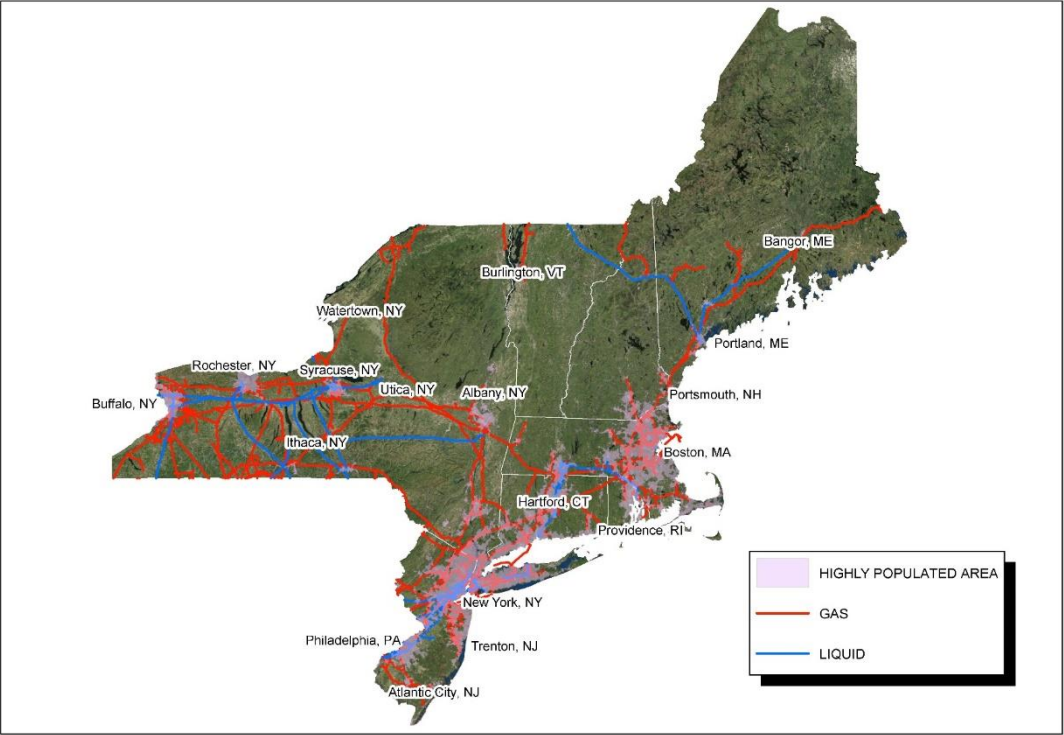 Bangor, ME
Burlington, VT
Watertown, NY
Portland, ME
Rochester, NY
Syracuse, NY
Utica, NY
Albany, NY
Portsmouth, NH
Buffalo, NY
Ithaca, NY
Boston, MA
Hartford, CT
Providence, RI
HIGHLY POPULATED AREA
New York, NY
GAS
Philadelphia, PA
Trenton, NJ
LIQUID
Atlantic City, NJ